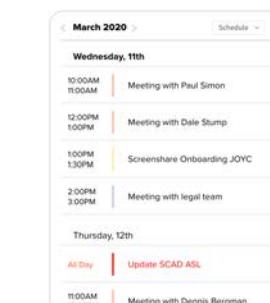 March 2020
Schedule
Wednesday, 11th
10:00AM
11:00AM
Meeting with Paul Simon
12:00PM
1:00PM
Meeting with Dale Stump
1:00PM
1:30PM
Screenshare Onboarding JOYC
2:00PM
3:00PM
Meeting with legal team
Thursday, 12th
All Day
Update SCAD ASL
11:00AM
Meeting with Dennis Bergman